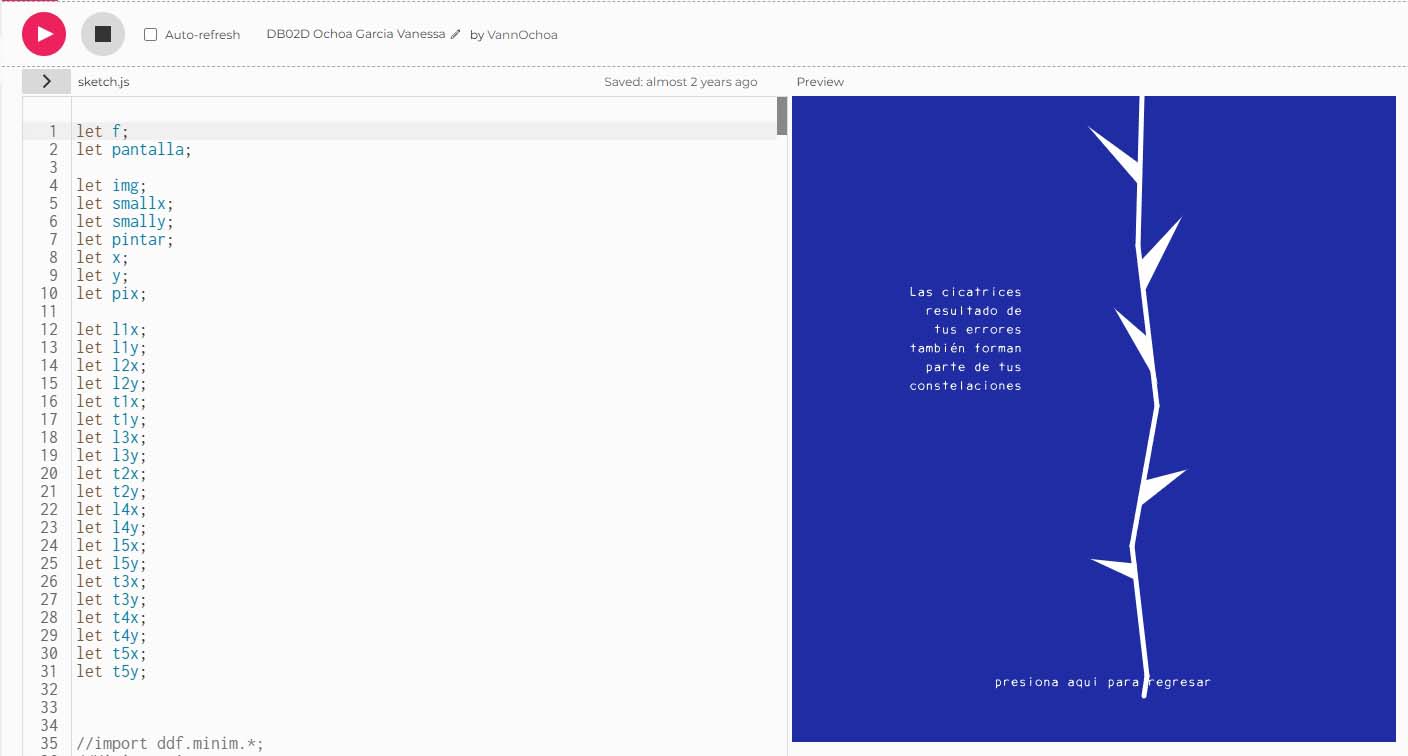 Auto-refresh
DB02D Ochoa Garcia Vanessa
by VannOchoa
sketch.js
Saved: almost 2 years ago
Preview
1 let f;
2 let pantalla;
3
4 let img;
5 let smallx;
6 let smally;
7 let pintar;
8 let x;
9 let y;
10 let pix;
11
12 let l1x;
13 let l1y;
14 let l2x;
15 let l2y;
16 let t1x;
17 let t1y;
18 let l3x;
19 let l3y;
20 let t2x;
21 let t2y;
22 let l4x;
23 let l4y;
24 let l5x;
25 let l5y;
26 let t3x;
27 let t3y;
28 let t4x;
29 let t4y;
30 let t5x;
31 let t5y;
32
33
34
35 //import ddf.minim.*;
Las cicatrices
resultado de
tus errores
también forman
parte de tus
constelaciones
presiona aqui para regresar